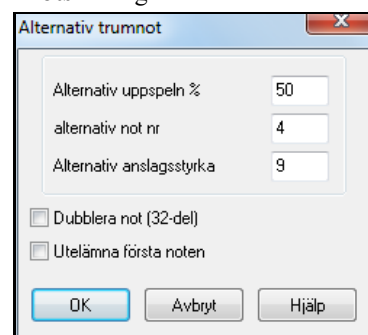 Alternativ trumnot
Alternativ uppspeln % 50
alternativ not nr 4
Alternativ anslagsstyrka 9
Dubblera not (32-del)
Utelämna första noten
OK Avbryt Hjälp